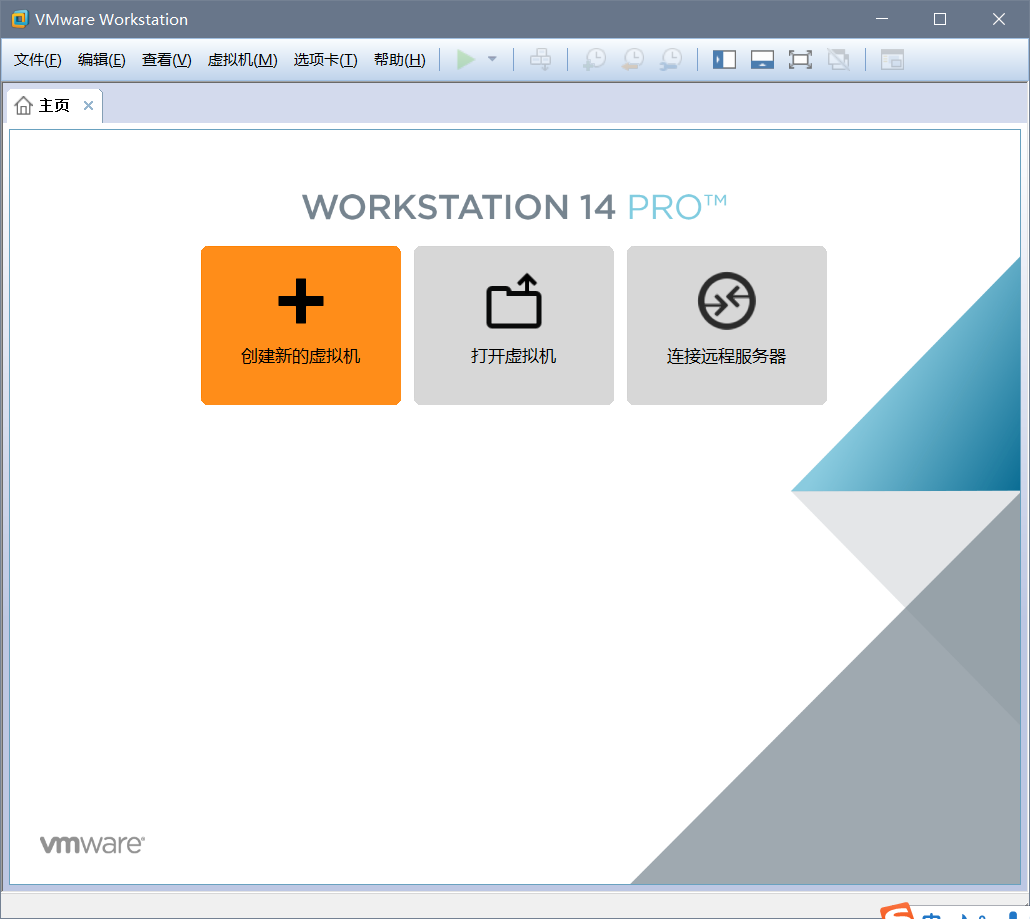 VMware Workstation
文件(F) 编辑(E) 查看(V) 虚拟机(M) 选项卡(T) 帮助(H)
主页
WORKSTATION 14 PRO™
创建新的虚拟机 打开虚拟机 连接远程服务器
vmware®